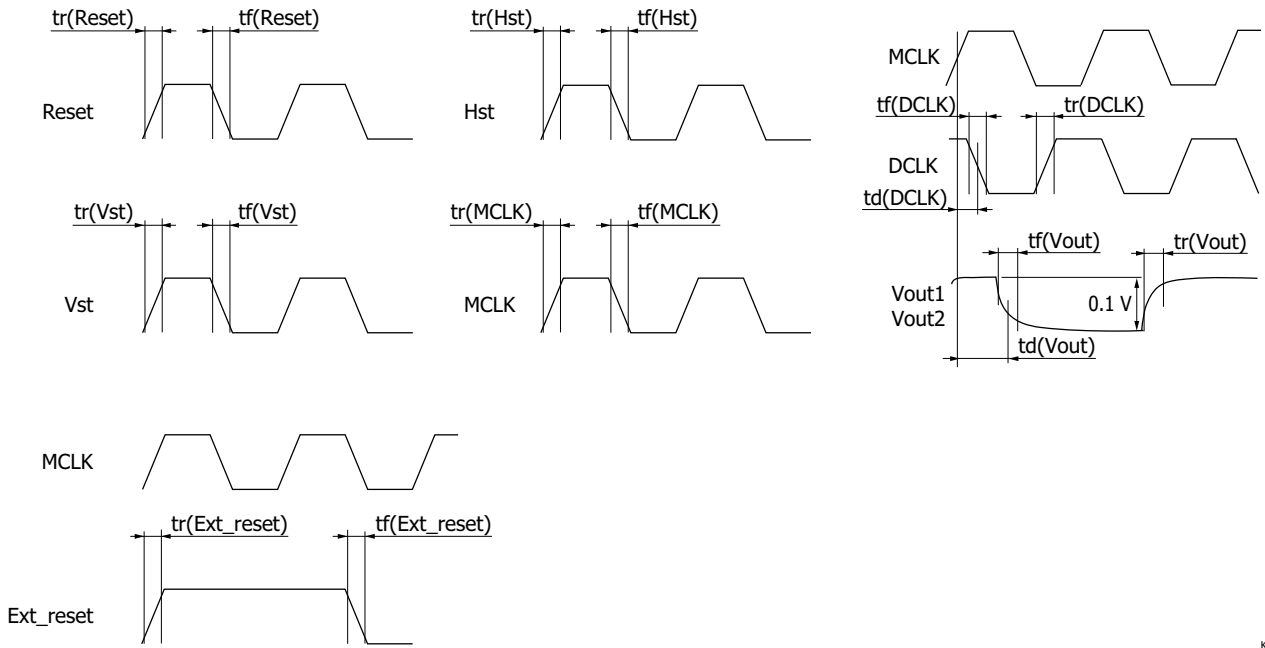 tr(Reset) tf(Reset)
Reset
tr(Hst) tf(Hst)
Hst
MCLK
tf(DCLK) tr(DCLK)
DCLK
td(DCLK)
tr(Vst) tf(Vst)
Vst
tr(MCLK) tf(MCLK)
MCLK
tf(Vout) tr(Vout)
Vout1
Vout2
0.1 V
td(Vout)
MCLK
tr(Ext_reset) tf(Ext_reset)
Ext_reset